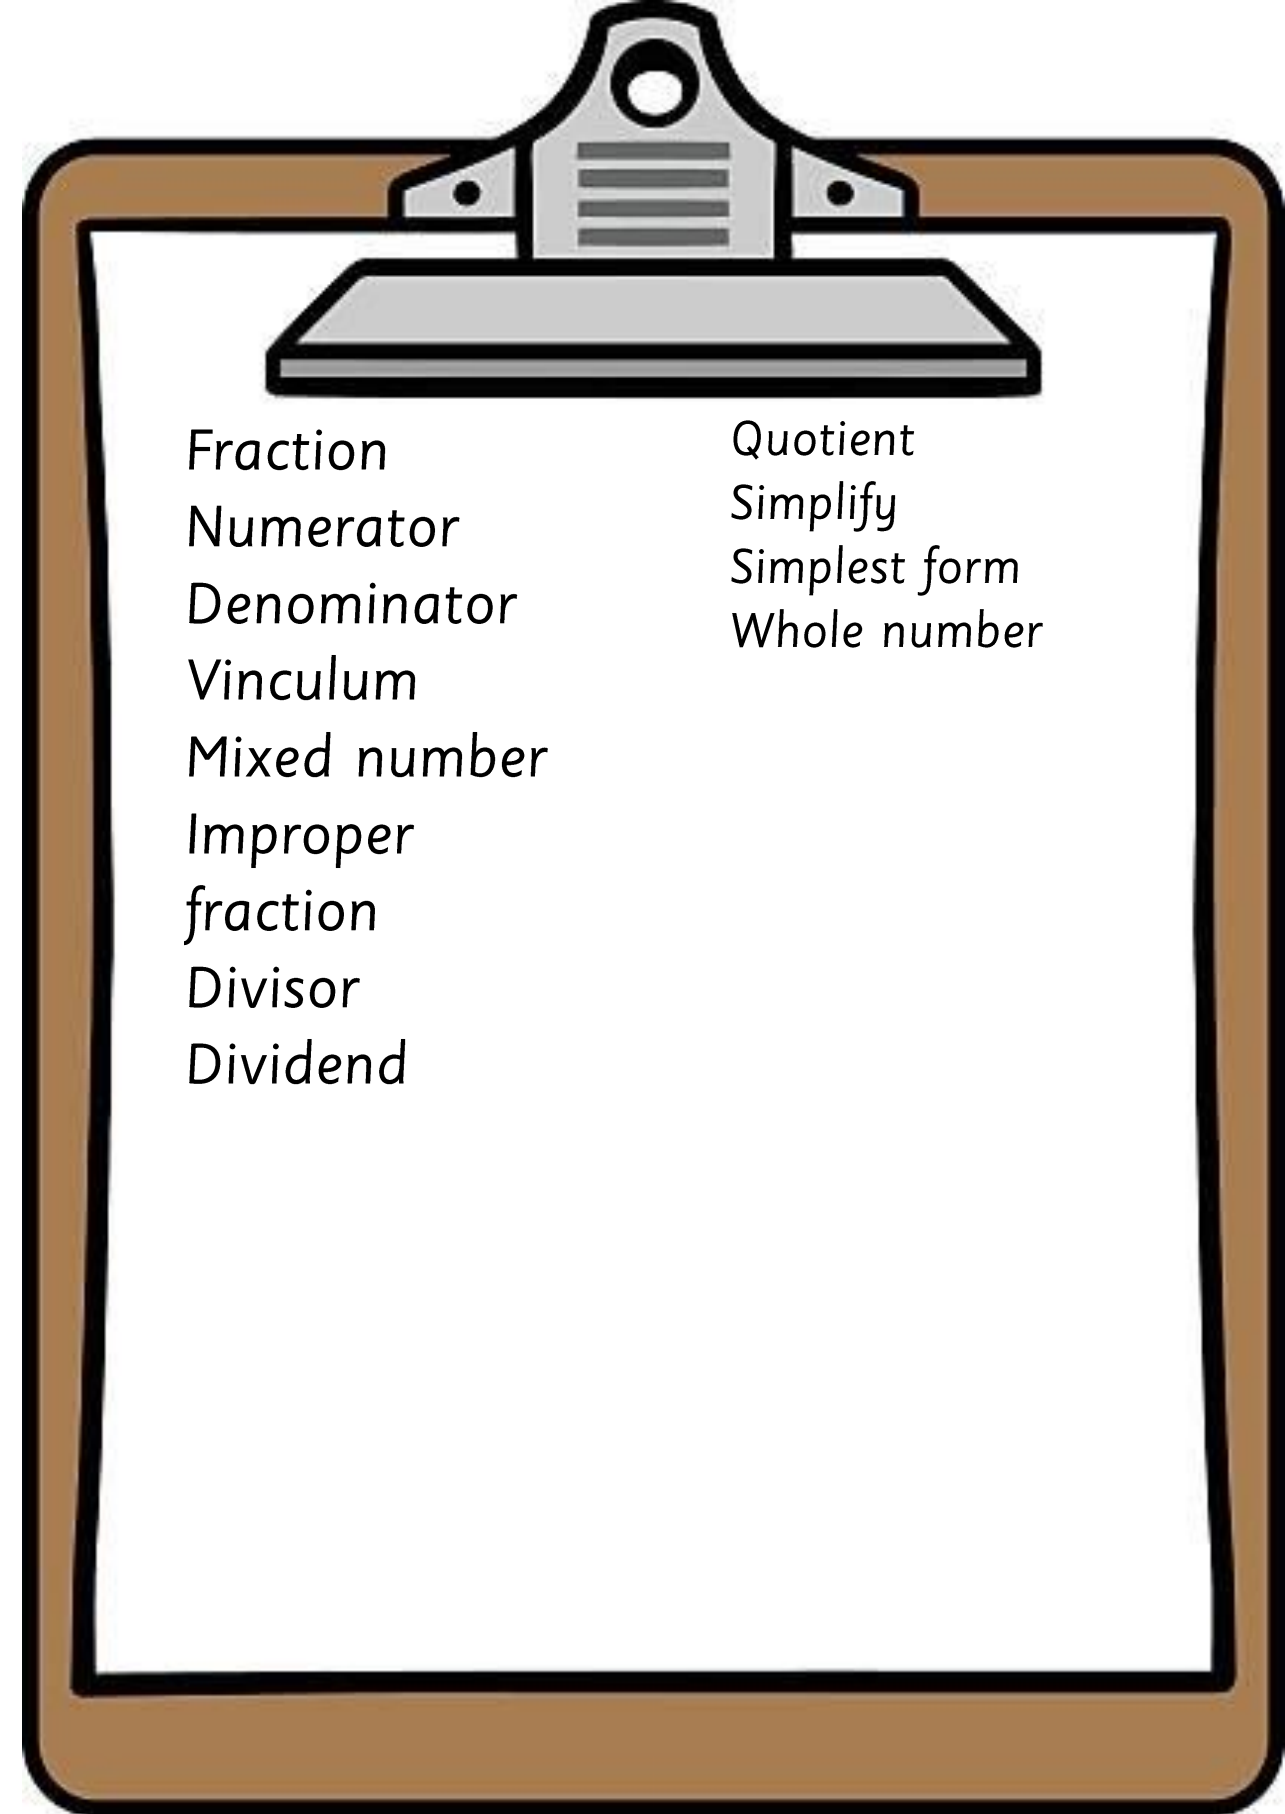 Fraction
Numerator
Denominator
Vinculum
Mixed number
Improper
fraction
Divisor
Dividend
Quotient
Simplify
Simplest form
Whole number